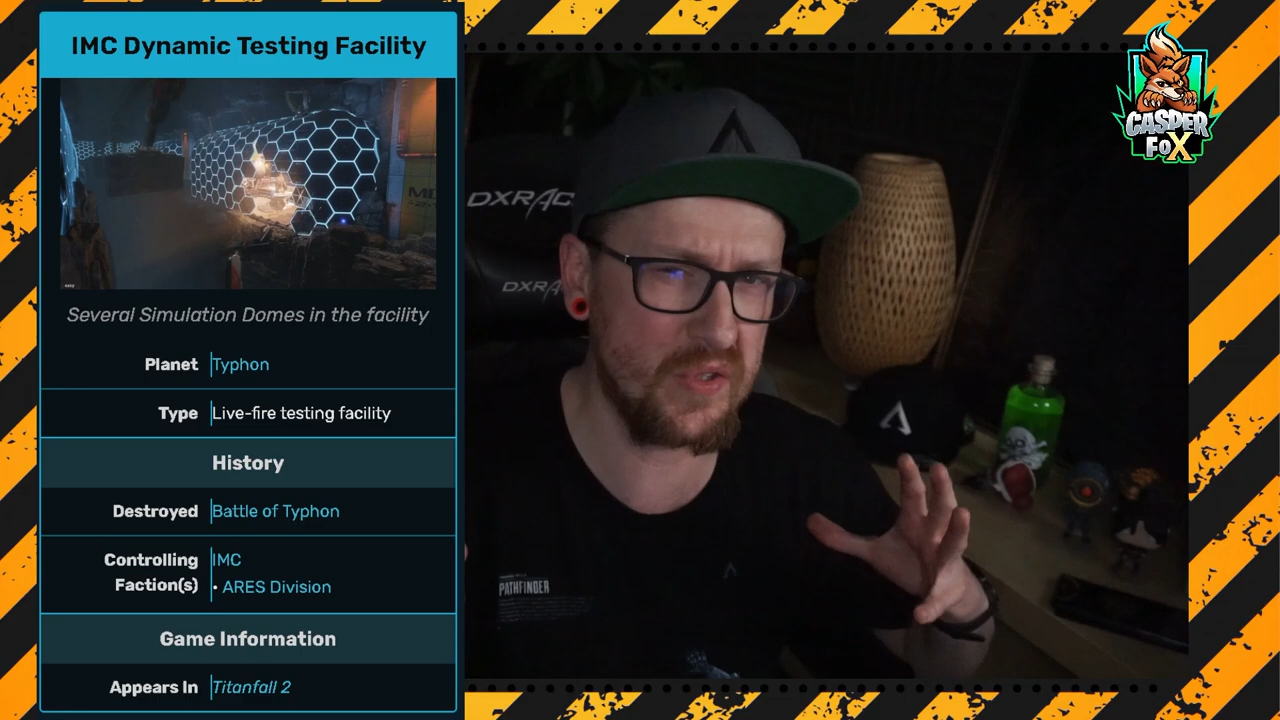 IMC Dynamic Testing Facility
Several Simulation Domes in the facility
Planet Typhon
Type Live-fire testing facility
History
Destroyed Battle of Typhon
Controlling Faction(s) IMC
• ARES Division
Game Information
Appears In Titanfall 2
DXRAC
DXRA
PATHFINDER
CASPER
FOX